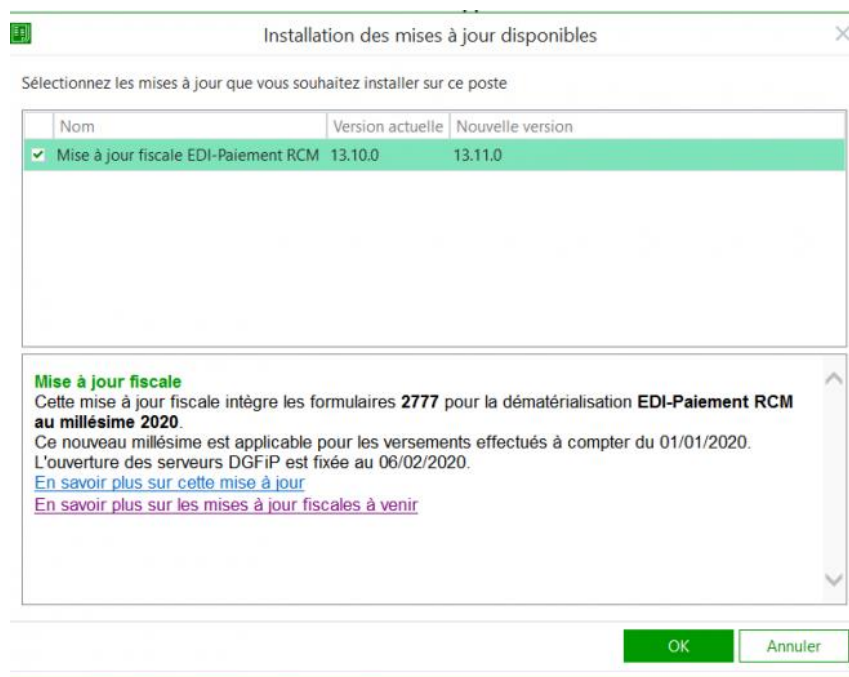 Installation des mises à jour disponibles
Sélectionnez les mises à jour que vous souhaitez installer sur ce poste
Nom Version actuelle Nouvelle version
Mise à jour fiscale EDI-Paiement RCM 13.10.0 13.11.0
Mise à jour fiscale
Cette mise à jour fiscale intègre les formulaires 2777 pour la dématérialisation EDI-Paiement RCM
au millésime 2020.
Ce nouveau millésime est applicable pour les versements effectués à compter du 01/01/2020.
L'ouverture des serveurs DGFiP est fixée au 06/02/2020.
En savoir plus sur cette mise à jour
En savoir plus sur les mises à jour fiscales à venir
OK Annuler